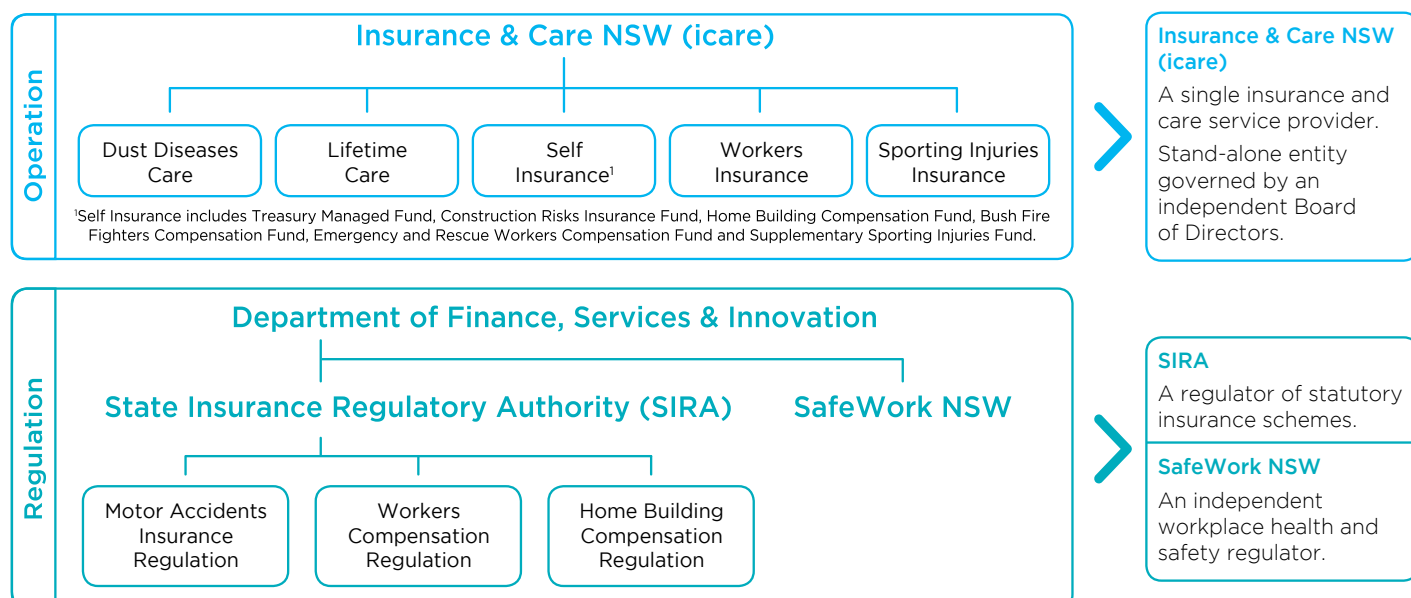 Operation
Insurance & Care NSW (icare)
Dust Diseases
Care
Lifetime
Care
Self
Insurance¹
Workers
Insurance
Sporting Injuries
Insurance
¹Self Insurance includes Treasury Managed Fund, Construction Risks Insurance Fund, Home Building Compensation Fund, Bush Fire
Fighters Compensation Fund, Emergency and Rescue Workers Compensation Fund and Supplementary Sporting Injuries Fund.
Insurance & Care NSW
(icare)
A single insurance and
care service provider.
Stand-alone entity
governed by an
independent Board
of Directors.
Regulation
Department of Finance, Services & Innovation
State Insurance Regulatory Authority (SIRA)
SafeWork NSW
Motor Accidents
Insurance
Regulation
Workers
Compensation
Regulation
Home Building
Compensation
Regulation
SIRA
A regulator of statutory
insurance schemes.
SafeWork NSW
An independent
workplace health and
safety regulator.